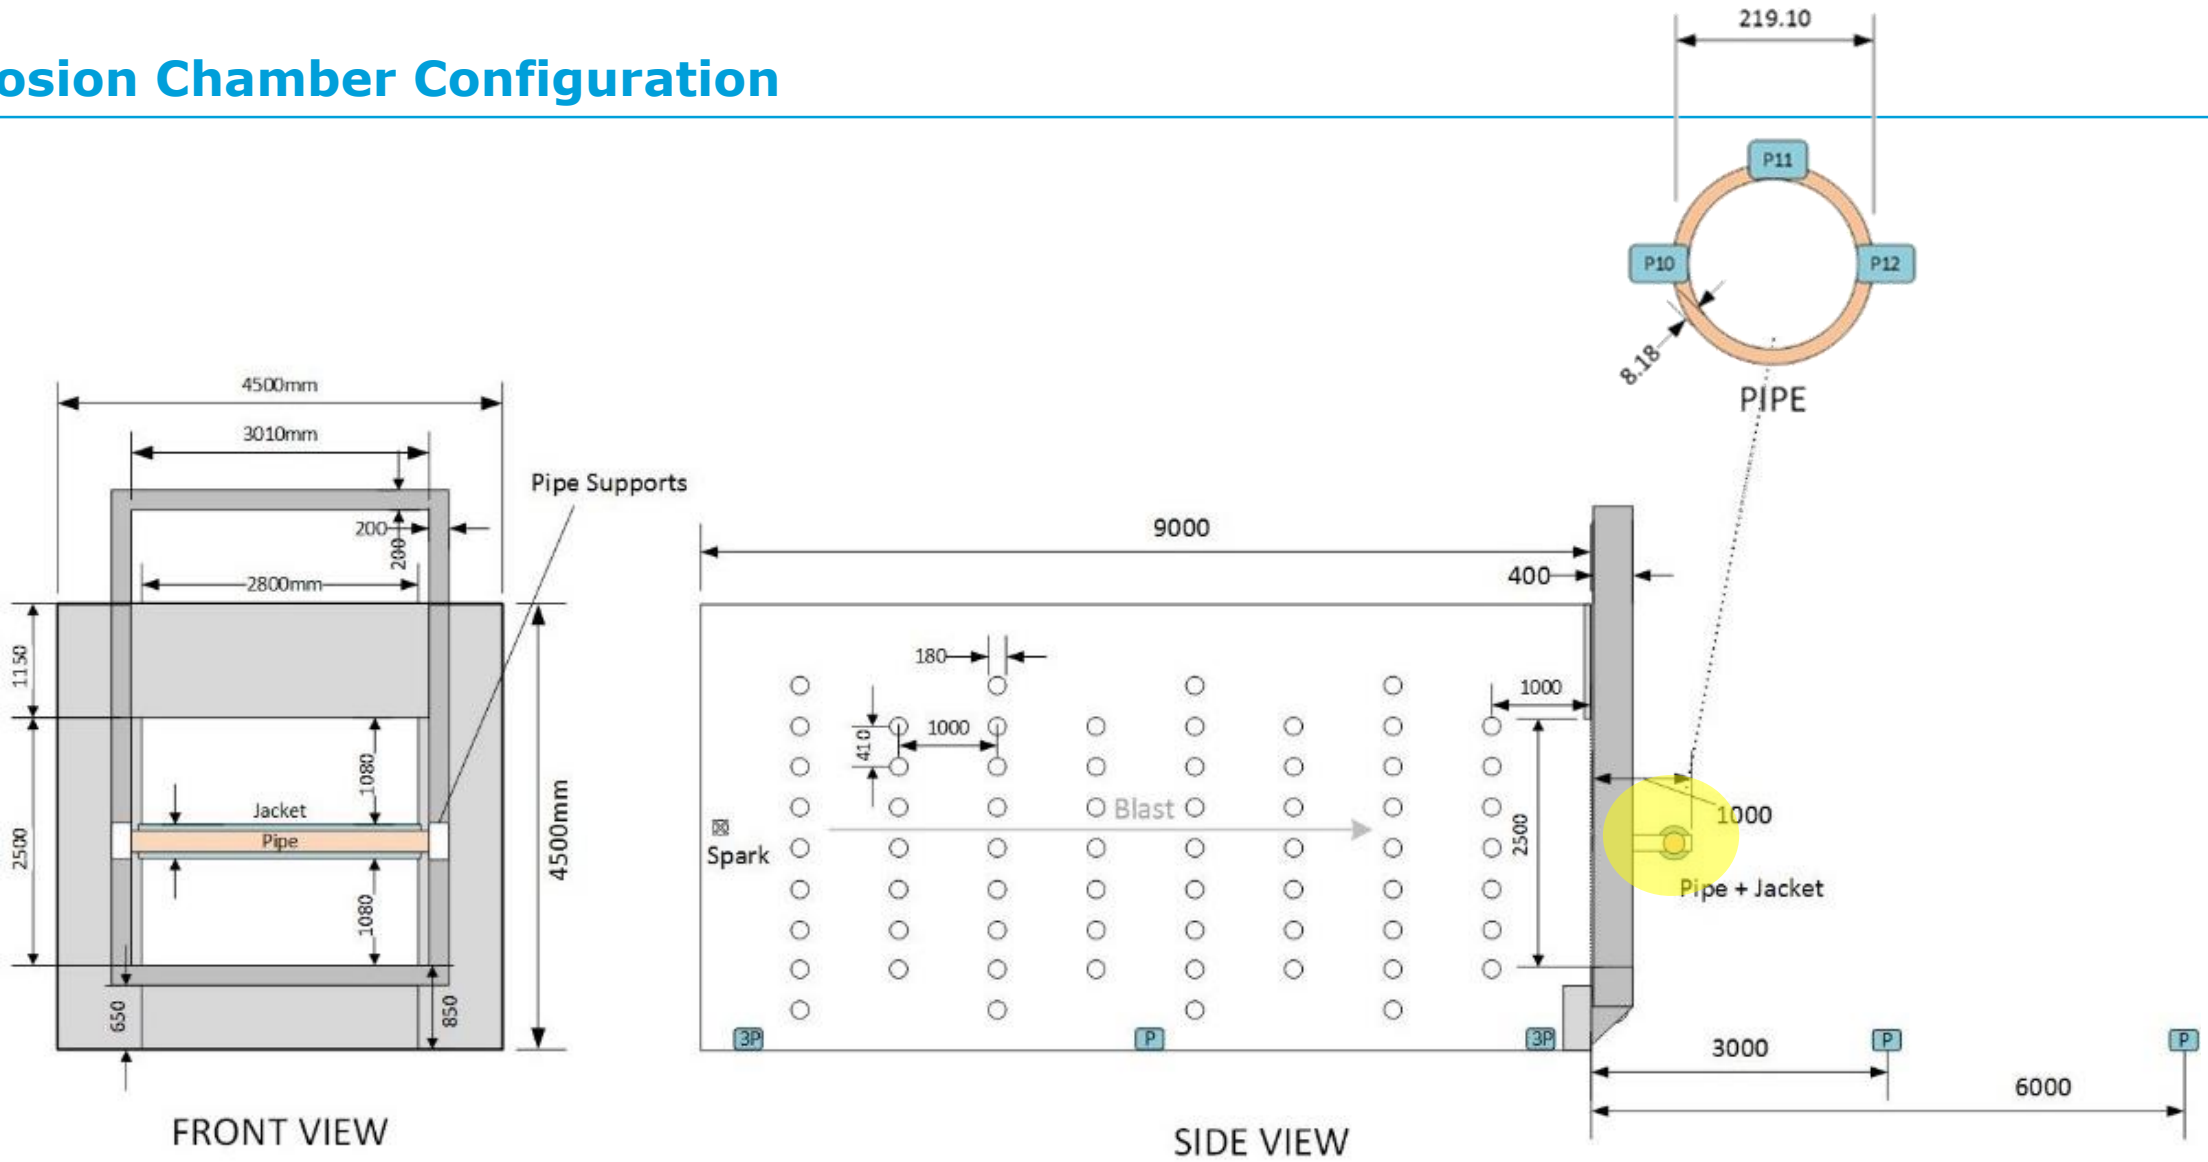 osion Chamber Configuration
219.10
P11
P10
P12
8.18
PIPE
4500mm
3010mm
Pipe Supports
200
200
2800mm
1150
1080
2500
Jacket
Pipe
4500mm
1080
650
850
FRONT VIEW
9000
400
180
1000
410
1000
Blast
Spark
2500
1000
Pipe + Jacket
3P
P
3P
P
P
3000
6000
SIDE VIEW